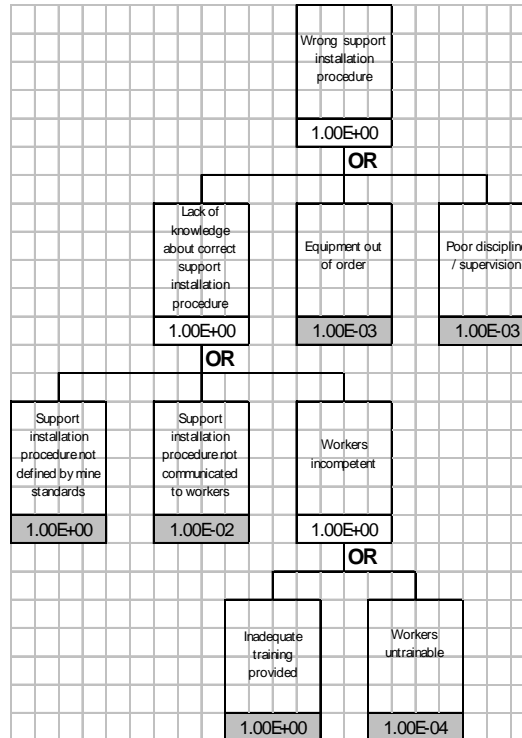 Wrong support
installation
procedure
1.00E+00
OR
Lack of
knowledge
about correct
support
installation
procedure
1.00E+00
Equipment out
of order
1.00E-03
Poor disciplin
/ supervision
1.00E-03
OR
Support
installation
procedure not
defined by mine
standards
1.00E+00
Support
installation
procedure not
communicated
to workers
1.00E-02
Workers
incompetent
1.00E+00
OR
Inadequate
training
provided
1.00E+00
Workers
untrainable
1.00E-04